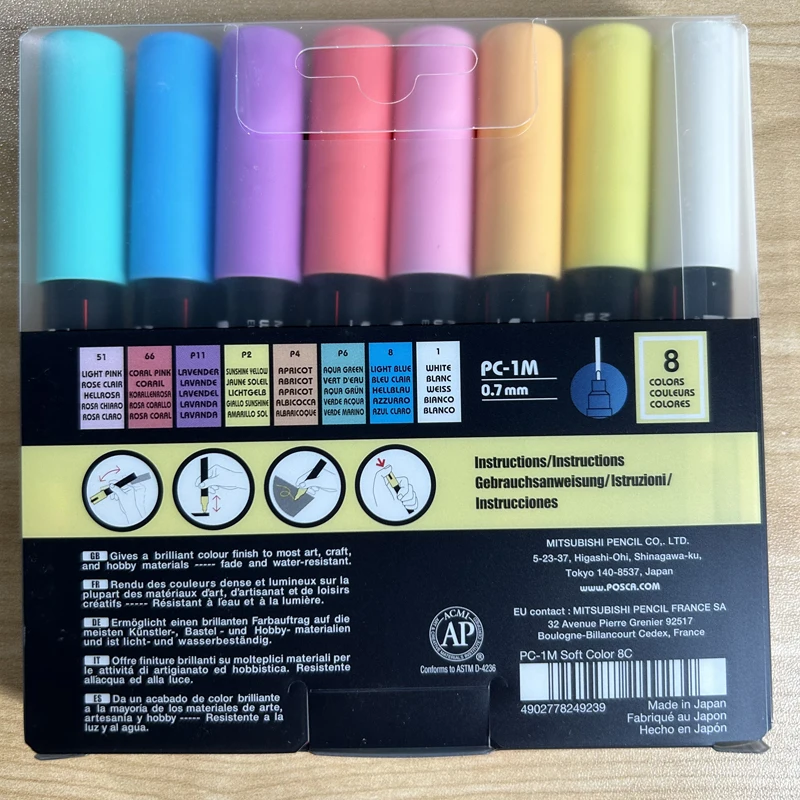 51
LIGHT PINK
ROSE CLAIR
HELLROSA
ROSA CHIARO
ROSA CLARO
66
CORAL PINK
CORAIL
KORALLENROSA
ROSA CORALLO
ROSA CORAL
P11
LAVENDER
LAVANDE
LAVENDEL
LAVANDA
LAVANDA
P2
SUNSHINE YELLOW
JAUNE SOLEIL
LICHTGELB
GIALLO SUNSHINE
AMARILLO SOL
P4
APRICOT
ABRICOT
APRICOT
ALBICOCCA
ALBARICOQUE
P6
AQUA GREEN
VERT D'EAU
AQUA GRÜN
VERDE ACQUA
VERDE MARINO
8
LIGHT BLUE
BLEU CLAIR
HELLBLAU
AZZURRO
AZUL CLARO
1
WHITE
BLANC
WEISS
BIANCO
BLANCO
PC-1M
0.7mm
8
COLORS
COULEURS
COLORES
Instructions/Instructions
Gebrauchsanweisung/Istruzioni/
Instrucciones
GB Gives a brilliant colour finish to most art, craft,
and hobby materials ----- fade and water-resistant.
FR Rendu des couleurs dense et lumineux sur la
plupart des matériaux d'art, d'artisanat et de loisirs
créatifs ----- Résistant à l'eau et à la lumière.
DE Ermöglicht einen brillanten Farbauftrag auf die
meisten Künstler-, Bastel - und Hobby- materialien
und ist licht- und wasserbeständig.
IT Offre finiture brillanti su molteplici materiali per
le attivitá di artigianato ed hobbistica. Resistente
all'acqua ed alla luce.
ES Da un acabado de color brillante
a la mayoría de los materiales de arte,
artesanía y hobby ----- Resistente a la
luz y al agua.
ACMI
AP
Conforms to ASTM D-4236
MITSUBISHI PENCIL CO,. LTD.
5-23-37, Higashi-Ohi, Shinagawa-ku,
Tokyo 140-8537, Japan
www.POSCA.COM
EU contact : MITSUBISHI PENCIL FRANCE SA
32 Avenue Pierre Grenier 92517
Boulogne-Billancourt Cedex, France
PC-1M Soft Color 8C
4902778249239
Made in Japan
Fabriqué au Japon
Hecho en Japón